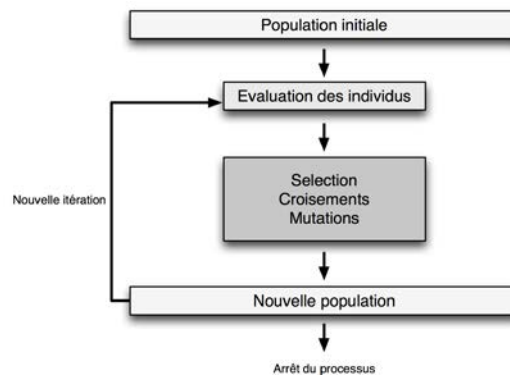 Population initiale
Evaluation des individus
Selection
Croisements
Mutations
Nouvelle itération
Nouvelle population
Arrêt du processus